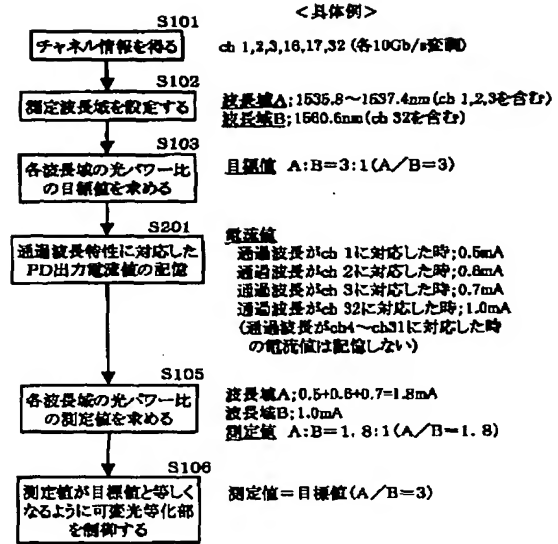 S101
<具体例>
チャネル情報を得る
ch 1,2,3,16,17,32 (各10Gb/s変調)
S102
測定波長域を設定する
波長域A;1535.8~1537.4nm(ch 1,2,3を含む)
波長域B;1560.6nm(ch 32を含む)
S103
各波長域の光パワー比
の目標値を求める
目標値 A:B=3:1(A/B=3)
S201
通過波長特性に対応した
PD出力電流値の記憶
電流値
通過波長がch 1に対応した時;0.5mA
通過波長がch 2に対応した時;0.6mA
通過波長がch 3に対応した時;0.7mA
通過波長がch 32に対応した時;1.0mA
(通過波長がch4~ch31に対応した時
の電流値は記憶しない)
S105
各波長域の光パワー比
の測定値を求める
波長域A;0.5+0.6+0.7=1.8mA
波長域B;1.0mA
測定値 A:B=1.8:1(A/B=1.8)
S106
測定値が目標値と等しく
なるように可変光等化部
を制御する
測定値=目標値(A/B=3)